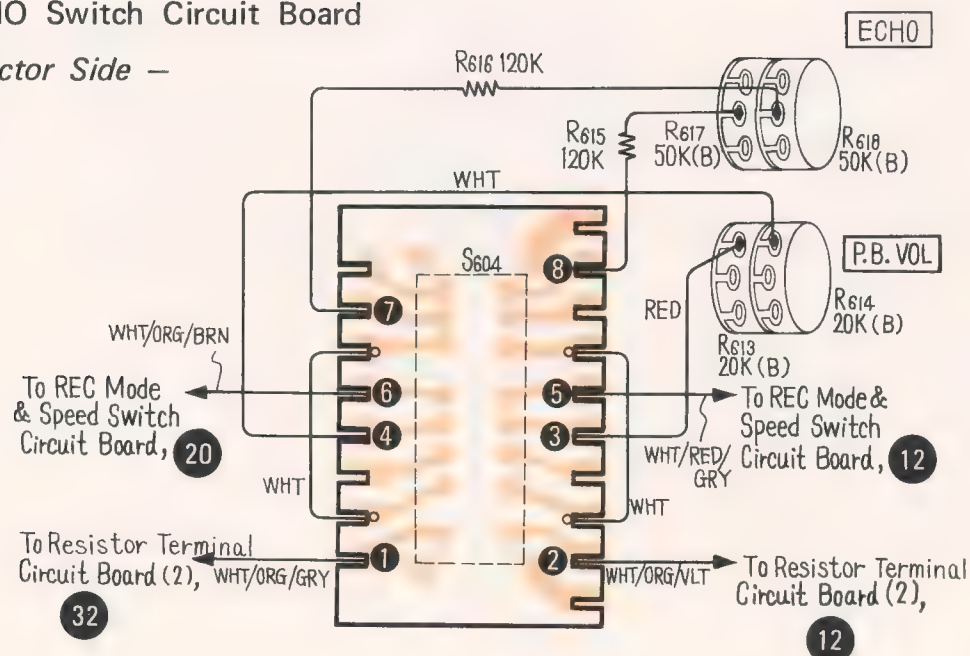 IO Switch Circuit Board
ctor Side –
ECHO
R616 120K
R615
120K
R617
50K(B)
R618
50K(B)
WHT
S604
8
7
P.B. VOL
RED
R614
20K(B)
R613
20K(B)
WHT/ORG/BRN
To REC Mode
& Speed Switch
Circuit Board, 20
6
5
4
3
To REC Mode &
Speed Switch
Circuit Board, 12
WHT/RED/
GRY
WHT
WHT
To Resistor Terminal
Circuit Board (2),
32
WHT/ORG/GRY
1
2
WHT/ORG/VLT
To Resistor Terminal
Circuit Board (2),
12